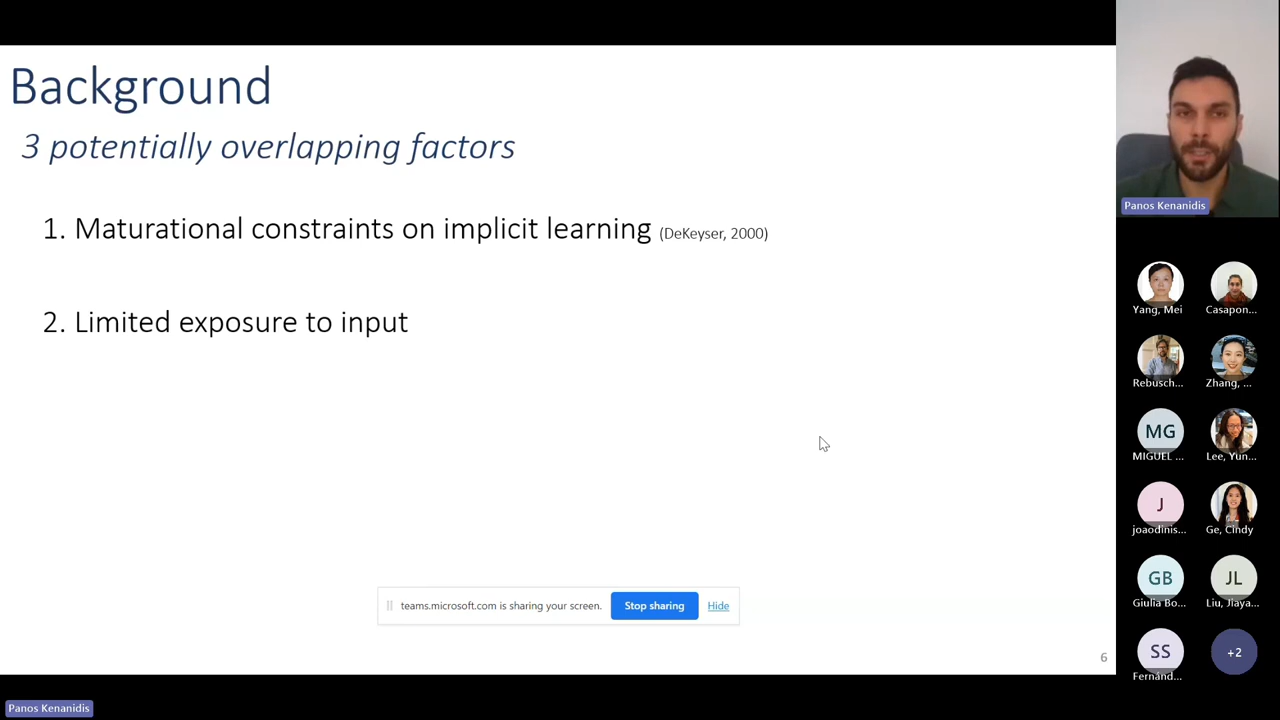 Background
3 potentially overlapping factors
1. Maturational constraints on implicit learning (DeKeyser, 2000)
2. Limited exposure to input
teams.microsoft.com is sharing your screen. Stop sharing Hide
6
Panos Kenanidis
Panos Kenanidis
Yang, Mei
Casapon...
Rebusch...
Zhang, ...
MG
MIGUEL ...
Lee, Yun...
J
joaodinis...
Ge, Cindy
GB
Giulia Bo...
JL
Liu, Jiaya...
SS
Fernánd...
+2